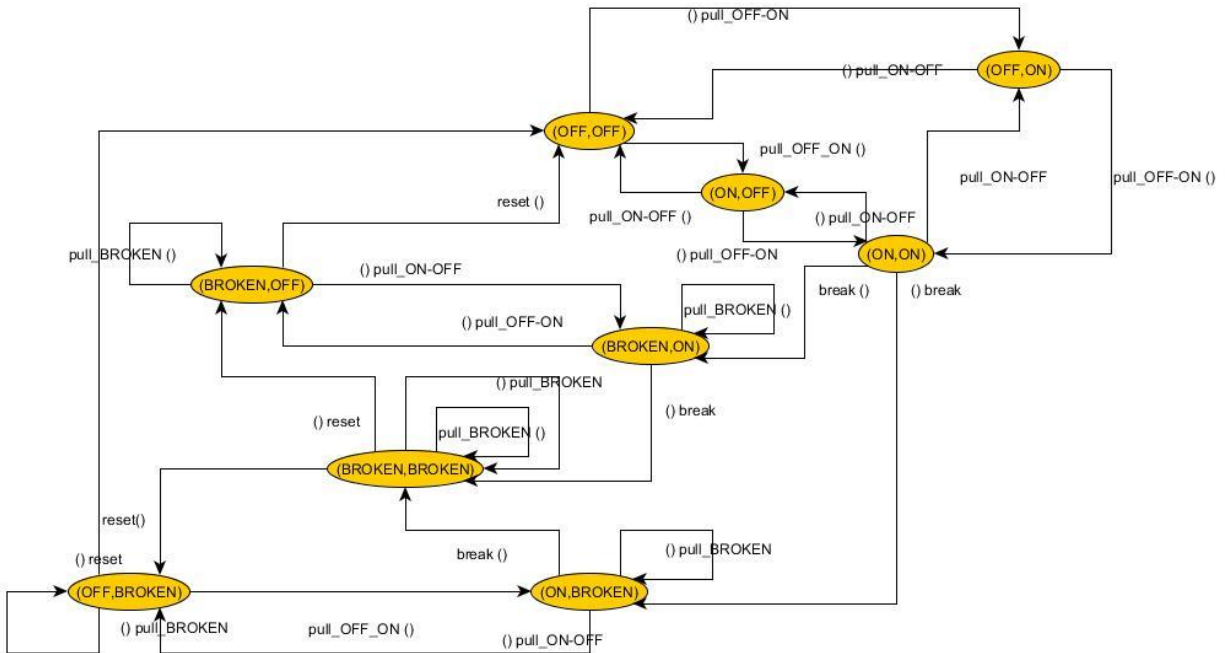 () pull_OFF-ON
() pull_ON-OFF
(OFF,ON)
(OFF,OFF)
pull_OFF_ON ()
pull_ON-OFF
pull_OFF-ON ()
(ON,OFF)
reset ()
pull_ON-OFF ()
() pull_ON-OFF
pull_BROKEN ()
() pull_OFF-ON
(ON,ON)
() pull_ON-OFF
(BROKEN,OFF)
break ()
() break
pull_BROKEN ()
() pull_OFF-ON
(BROKEN,ON)
() pull_BROKEN
() reset
() break
pull_BROKEN ()
(BROKEN,BROKEN)
reset()
() reset
break ()
() pull_BROKEN
(OFF,BROKEN)
(ON,BROKEN)
() pull_BROKEN
pull_OFF_ON ()
() pull_ON-OFF